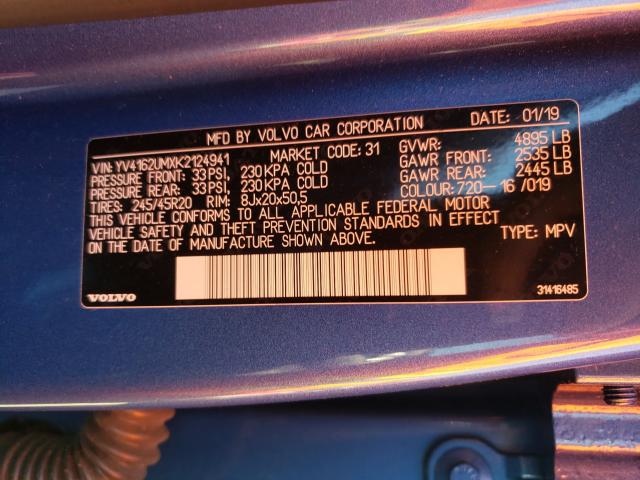 MFD BY VOLVO CAR CORPORATION DATE: 01/19
VIN: YV4162UMXK2124941 MARKET CODE: 31 GVWR: 4895 LB
PRESSURE FRONT: 33 PSI, 230 KPA COLD GAWR FRONT: 2535 LB
PRESSURE REAR: 33 PSI, 230 KPA COLD GAWR REAR: 2445 LB
TIRES: 245/45R20 RIM: 8Jx20x50,5 COLOUR: 720-16 /019
THIS VEHICLE CONFORMS TO ALL APPLICABLE FEDERAL MOTOR
VEHICLE SAFETY AND THEFT PREVENTION STANDARDS IN EFFECT
ON THE DATE OF MANUFACTURE SHOWN ABOVE. TYPE: MPV
VOLVO 31416485